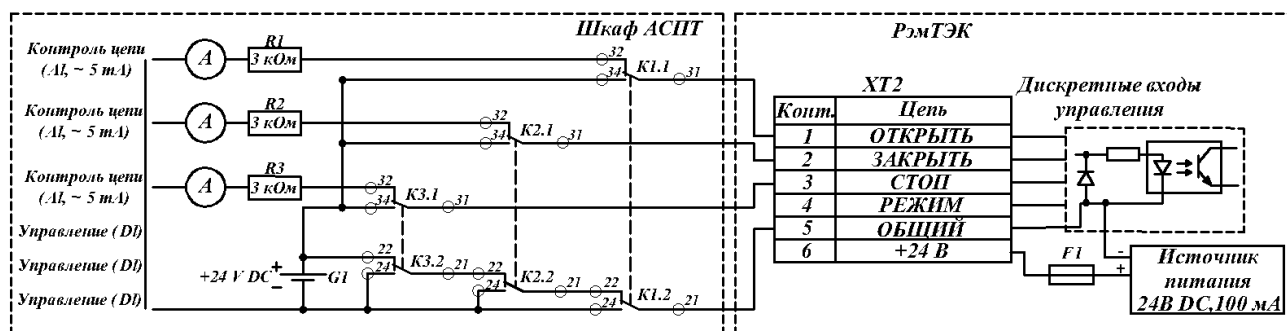 Шкаф АСПТ
Контроль цепи
(AI, ~ 5 mA)
A
R1
3 кОм
32
34
K1.1
31
Контроль цепи
(AI, ~ 5 mA)
A
R2
3 кОм
32
34
K2.1
31
Контроль цепи
(AI, ~ 5 mA)
A
R3
3 кОм
32
34
K3.1
31
Управление ( DI)
Управление ( DI)
Управление ( DI)
+24 V DC
+
−
G1
22
24
K3.2
21
22
24
K2.2
21
22
24
K1.2
21
РэмТЭК
XT2
Конт.
Цепь
1
ОТКРЫТЬ
2
ЗАКРЫТЬ
3
СТОП
4
РЕЖИМ
5
ОБЩИЙ
6
+24 В
Дискретные входы
управления
F1
-
+
Источник
питания
24В DC,100 мА